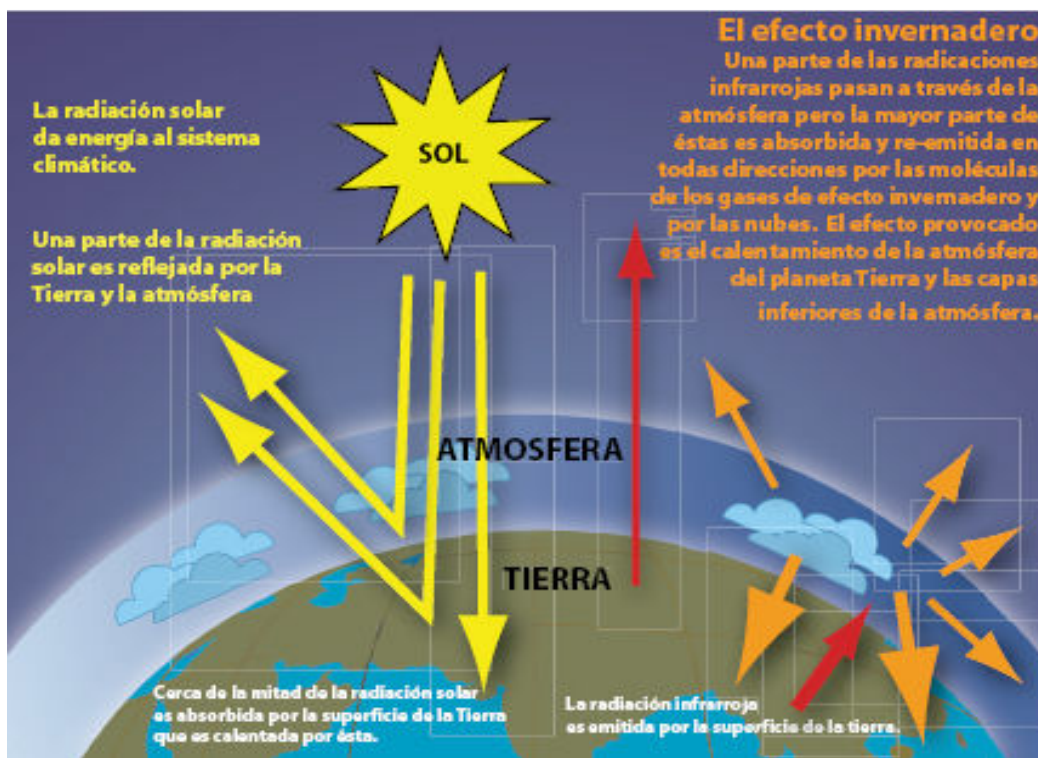 El efecto invernadero
Una parte de las radicaciones
infrarrojas pasan a través de la
atmósfera pero la mayor parte de
éstas es absorbida y re-emitida en
todas direcciones por las moléculas
de los gases de efecto invernadero y
por las nubes. El efecto provocado
es el calentamiento de la atmósfera
del planeta Tierra y las capas
inferiores de la atmósfera.
La radiación solar
da energía al sistema
climático.
SOL
Una parte de la radiación
solar es reflejada por la
Tierra y la atmósfera
ATMOSFERA
TIERRA
Cerca de la mitad de la radiación solar
es absorbida por la superficie de la Tierra
que es calentada por ésta.
La radiación infrarroja
es emitida por la superficie de la tierra.